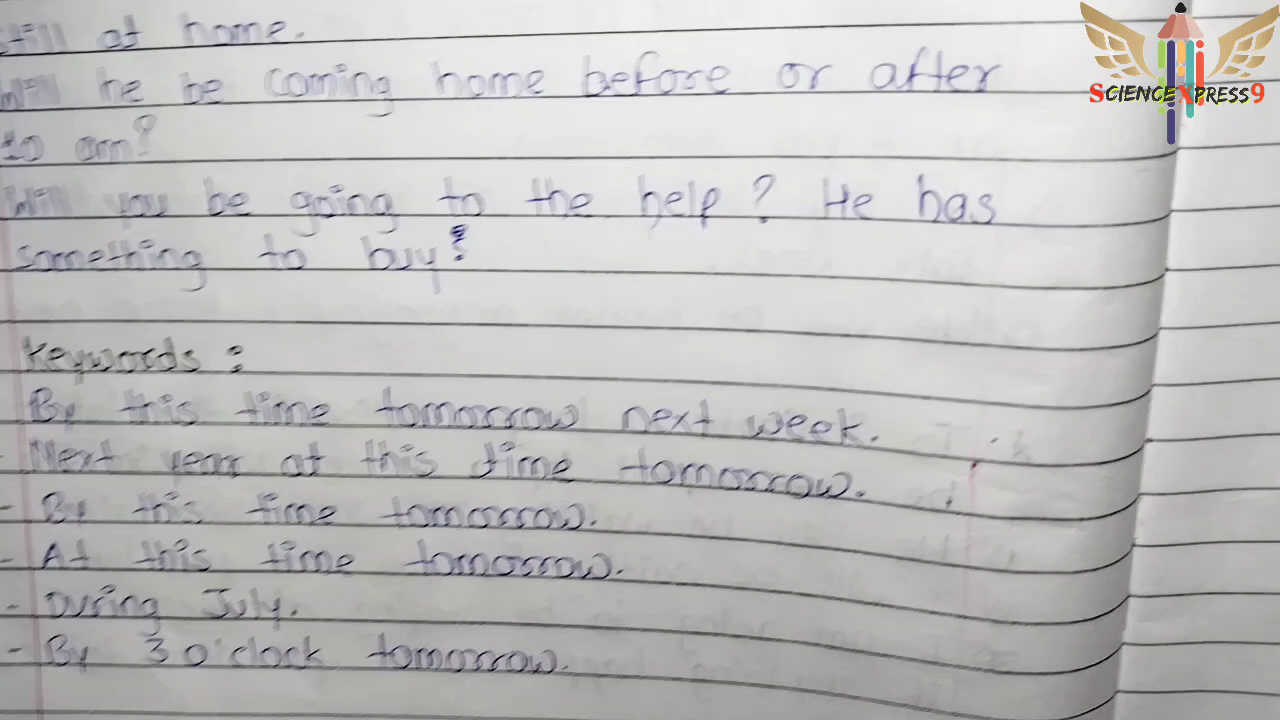 still at home.
Will he be coming home before or after
10 am?
Will you be going to the help? He has
something to buy?
Keywords :
By this time tomorrow next week.
- Next year at this time tomorrow.
- By this time tomorrow.
- At this time tomorrow.
- During July.
- By 3 o'clock tomorrow.
SCIENCEXPRESS9